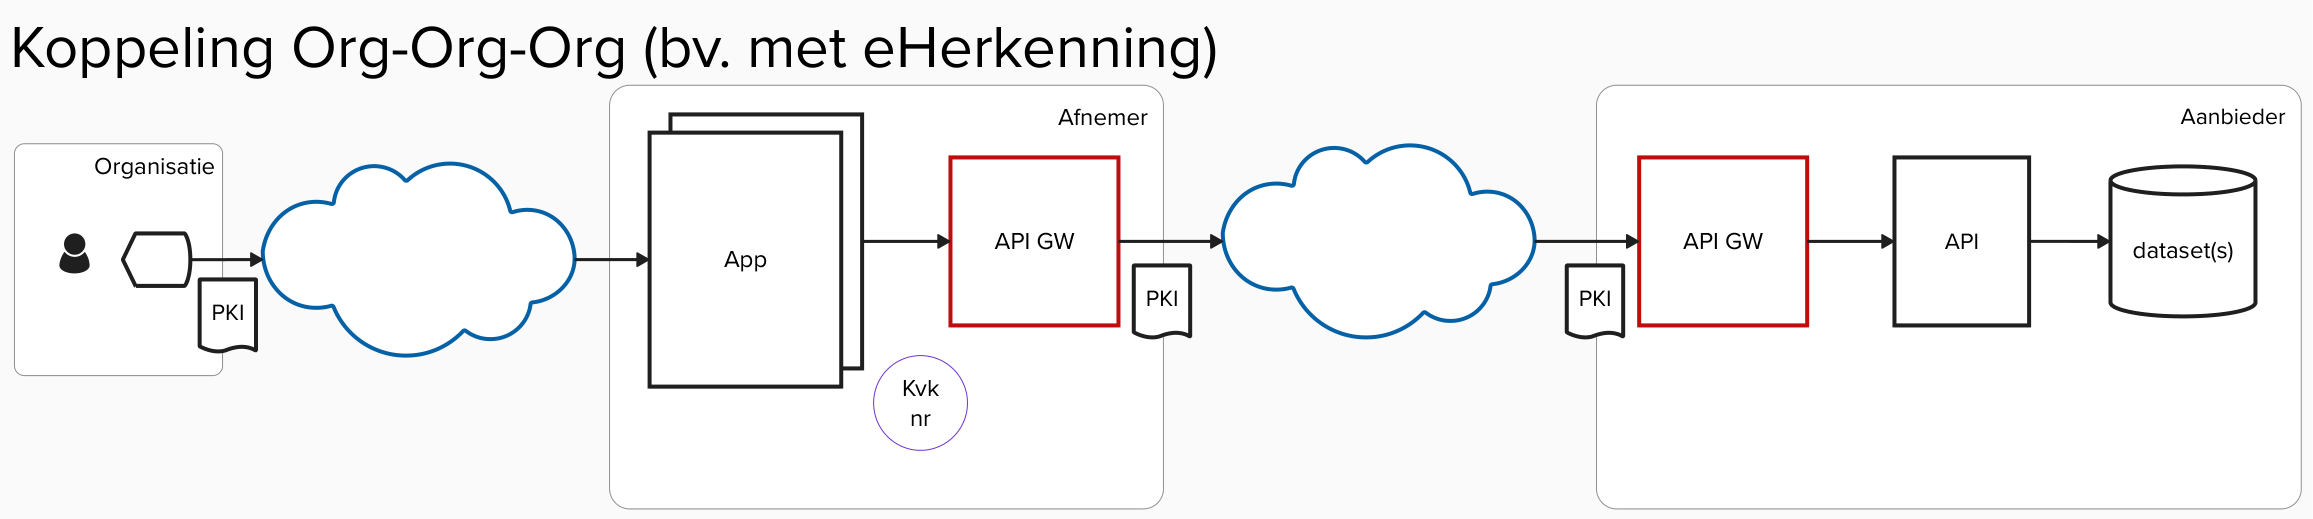 Koppeling Org-Org-Org (bv. met eHerkenning)
Organisatie
PKI
Afnemer
App
API GW
Kvk
nr
PKI
Aanbieder
PKI
API GW
API
dataset(s)